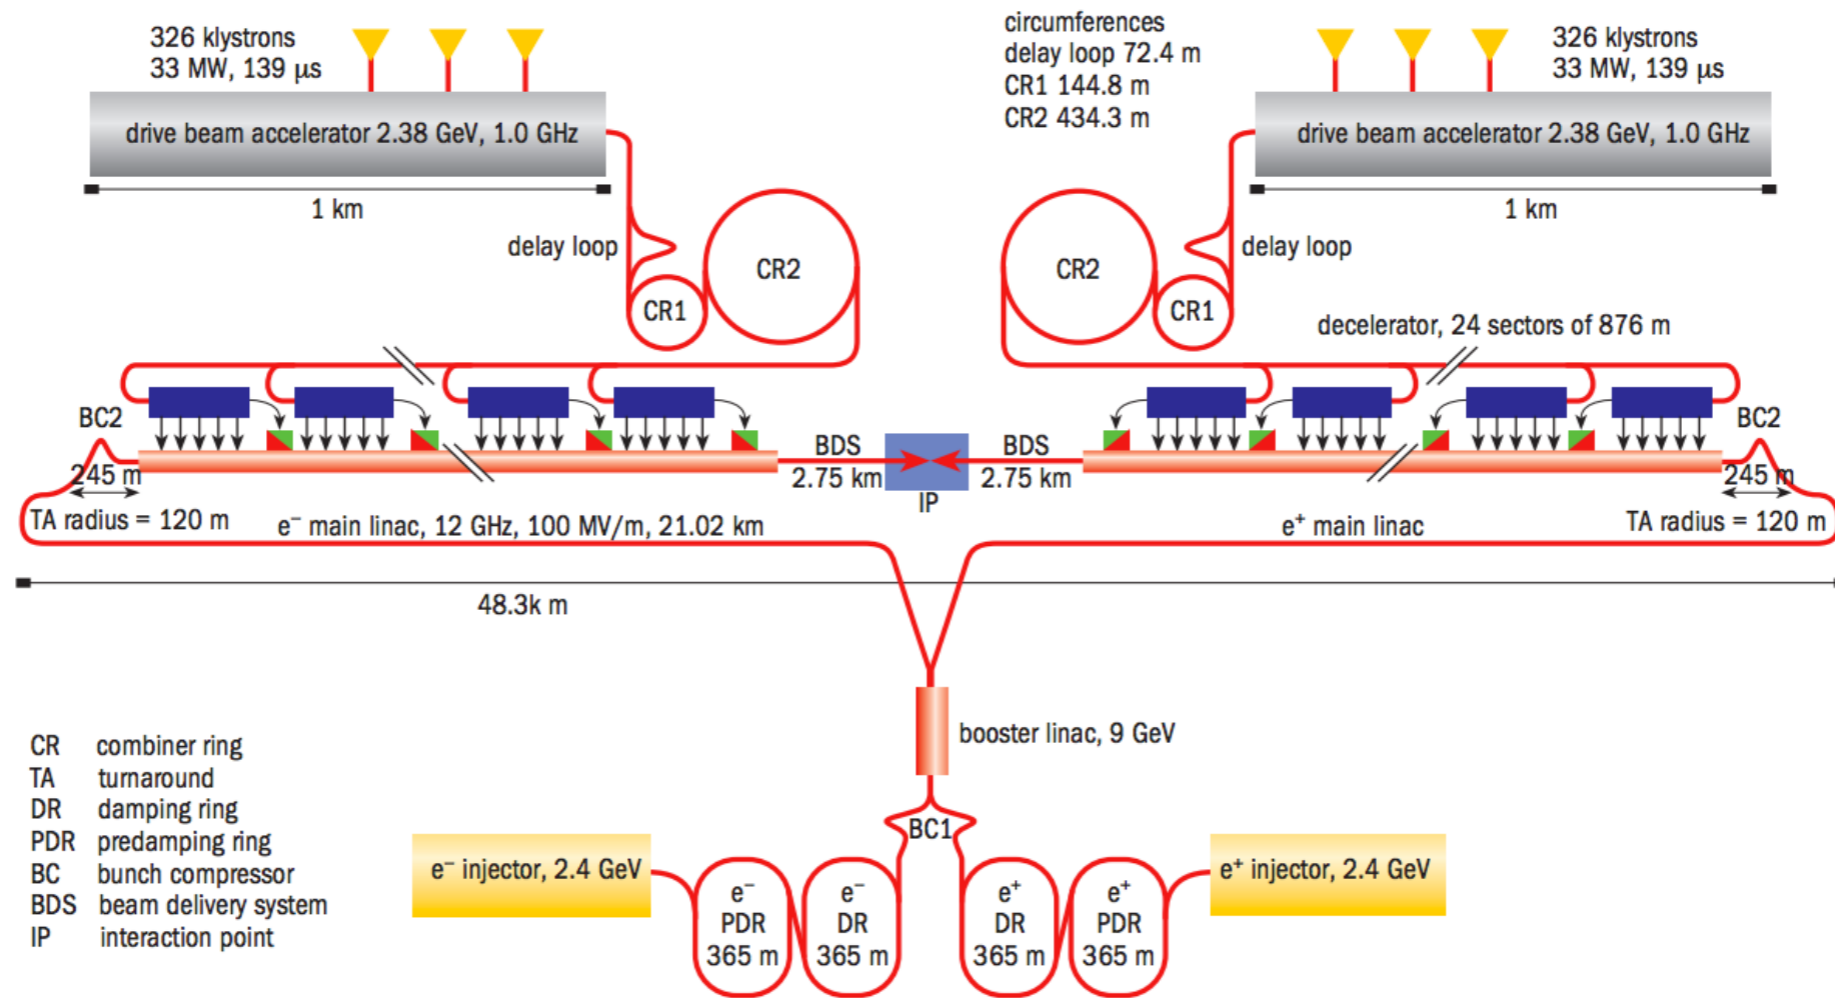 326 klystrons
33 MW, 139 μs
circumferences
delay loop 72.4 m
CR1 144.8 m
CR2 434.3 m
326 klystrons
33 MW, 139 μs
drive beam accelerator 2.38 GeV, 1.0 GHz
drive beam accelerator 2.38 GeV, 1.0 GHz
1 km
1 km
delay loop
CR2
CR1
CR2
CR1
delay loop
decelerator, 24 sectors of 876 m
BC2
BC2
BDS
2.75 km
IP
BDS
2.75 km
245 m
245 m
TA radius = 120 m
e⁻ main linac, 12 GHz, 100 MV/m, 21.02 km
e⁺ main linac
TA radius = 120 m
48.3k m
booster linac, 9 GeV
BC1
CR combiner ring
TA turnaround
DR damping ring
PDR predamping ring
BC bunch compressor
BDS beam delivery system
IP interaction point
e⁻ injector, 2.4 GeV
e⁻
PDR
365 m
e⁻
DR
365 m
e⁺
DR
365 m
e⁺
PDR
365 m
e⁺ injector, 2.4 GeV